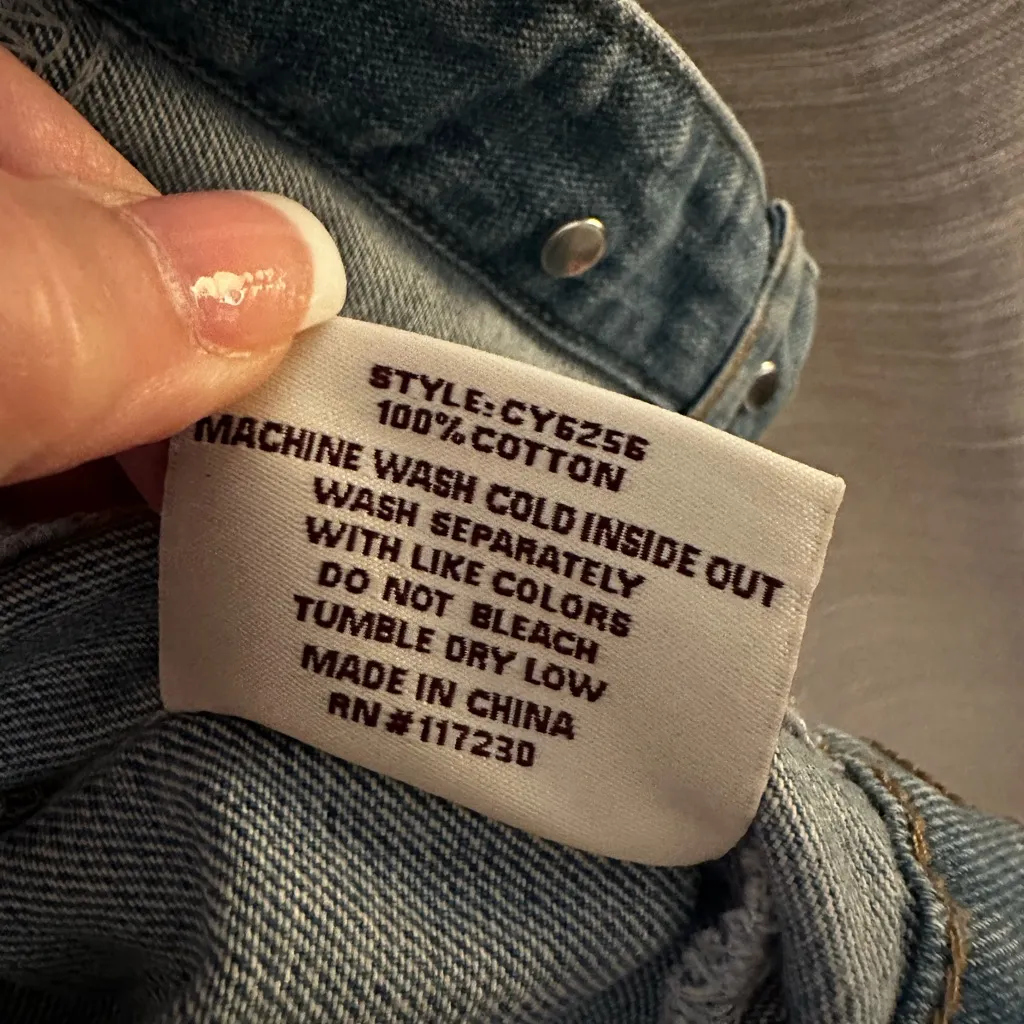 STYLE:CY6256
100% COTTON
MACHINE WASH COLD INSIDE OUT
WASH SEPARATELY
WITH LIKE COLORS
DO NOT BLEACH
TUMBLE DRY LOW
MADE IN CHINA
RN#117230